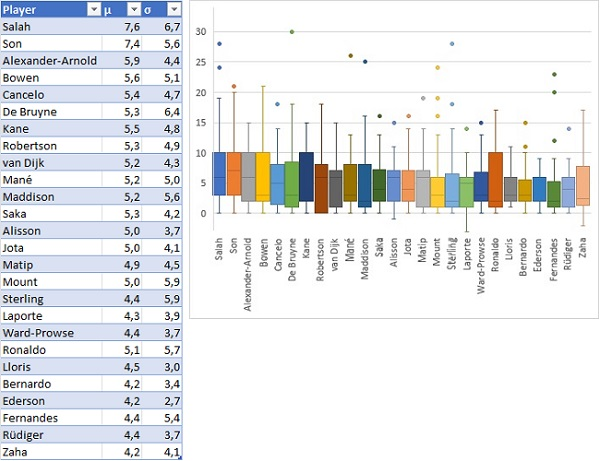 Player μ σ
Salah 7,6 6,7
Son 7,4 5,6
Alexander-Arnold 5,9 4,4
Bowen 5,6 5,1
Cancelo 5,4 4,7
De Bruyne 5,3 6,4
Kane 5,5 4,8
Robertson 5,3 4,9
van Dijk 5,2 4,3
Mané 5,2 5,0
Maddison 5,2 5,6
Saka 5,3 4,2
Alisson 5,0 3,7
Jota 5,0 4,1
Matip 4,9 4,5
Mount 5,0 5,9
Sterling 4,4 5,9
Laporte 4,3 3,9
Ward-Prowse 4,4 3,7
Ronaldo 5,1 5,7
Lloris 4,5 3,0
Bernardo 4,2 3,4
Ederson 4,2 2,7
Fernandes 4,4 5,4
Rüdiger 4,4 3,7
Zaha 4,2 4,1
30
25
20
15
10
5
0
Salah
Son
Alexander-Arnold
Bowen
Cancelo
De Bruyne
Kane
Robertson
van Dijk
Mané
Maddison
Saka
Alisson
Jota
Matip
Mount
Sterling
Laporte
Ward-Prowse
Ronaldo
Lloris
Bernardo
Ederson
Fernandes
Rüdiger
Zaha